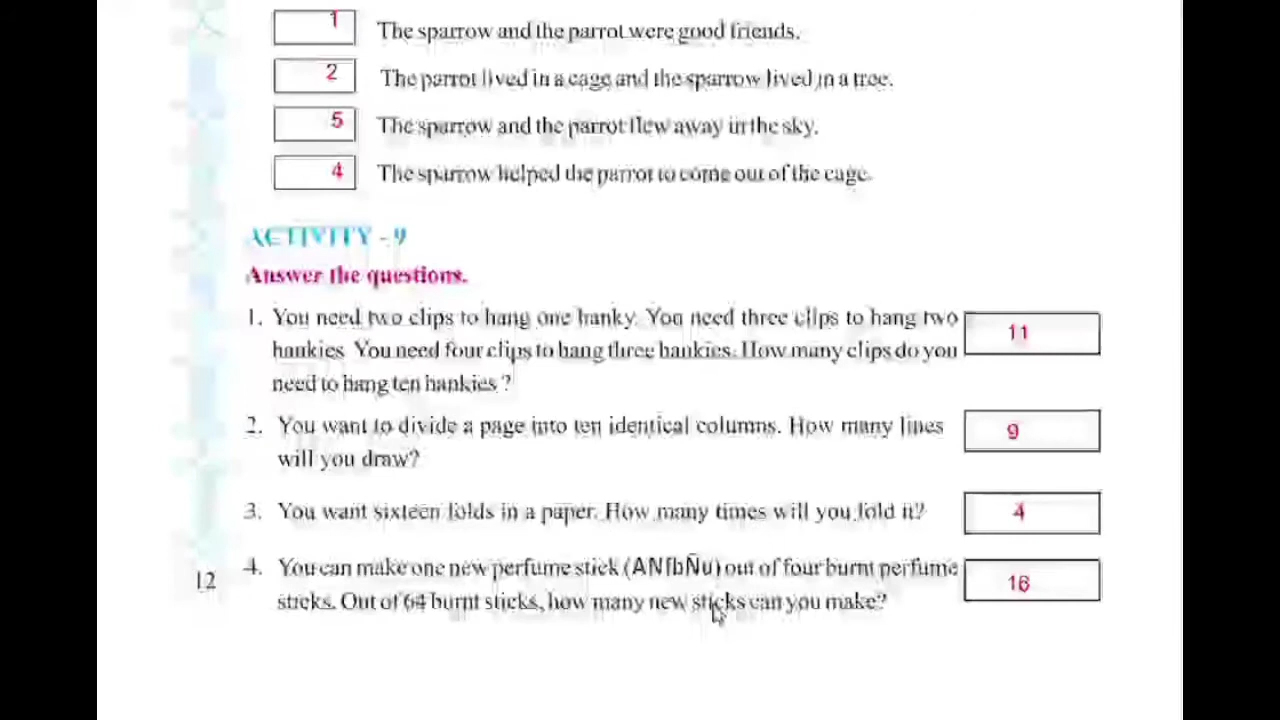 1 The sparrow and the parrot were good friends.
2 The parrot lived in a cage and the sparrow lived in a tree.
5 The sparrow and the parrot flew away in the sky.
4 The sparrow helped the parrot to come out of the cage.
ACTIVITY - 9
Answer the questions.
1. You need two clips to hang one hanky. You need three clips to hang two
hankies. You need four clips to hang three hankies. How many clips do you 11
need to hang ten hankies ?
2. You want to divide a page into ten identical columns. How many lines 9
will you draw?
3. You want sixteen folds in a paper. How many times will you fold it? 4
4. You can make one new perfume stick (ANſbÑu) out of four burnt perfume 16
sticks. Out of 64 burnt sticks, how many new sticks can you make?
12